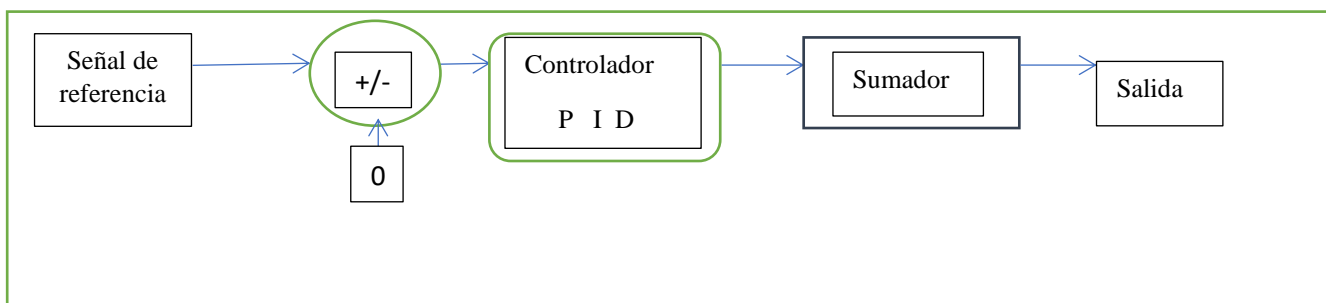 Señal de
referencia
+/-
0
Controlador
P I D
Sumador
Salida